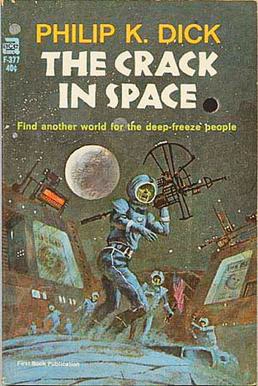 ACE
F-377
40¢
PHILIP K. DICK
THE CRACK
IN SPACE
Find another world for the deep-freeze people
First Book Publication